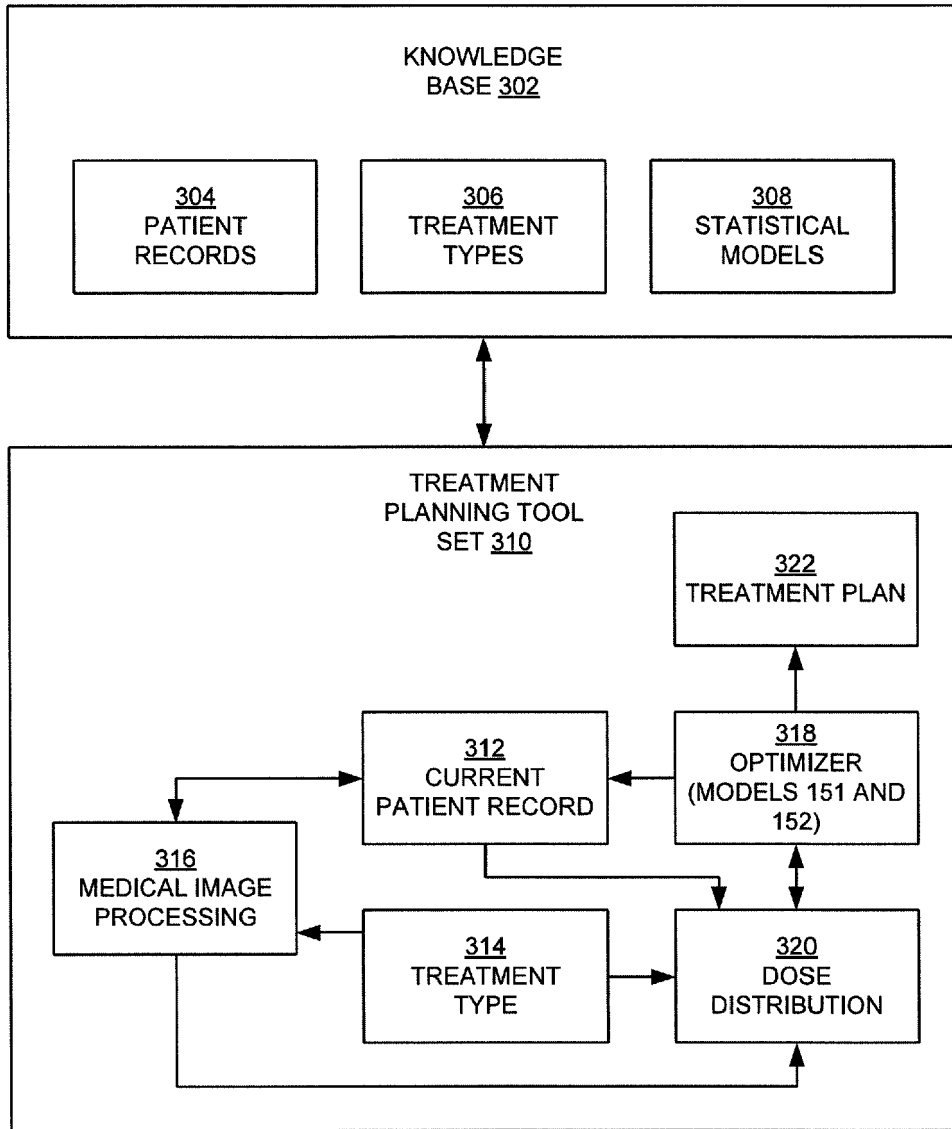 KNOWLEDGE
BASE 302
304
PATIENT
RECORDS
306
TREATMENT
TYPES
308
STATISTICAL
MODELS
TREATMENT
PLANNING TOOL
SET 310
322
TREATMENT PLAN
312
CURRENT
PATIENT RECORD
318
OPTIMIZER
(MODELS 151 AND
152)
316
MEDICAL IMAGE
PROCESSING
314
TREATMENT
TYPE
320
DOSE
DISTRIBUTION